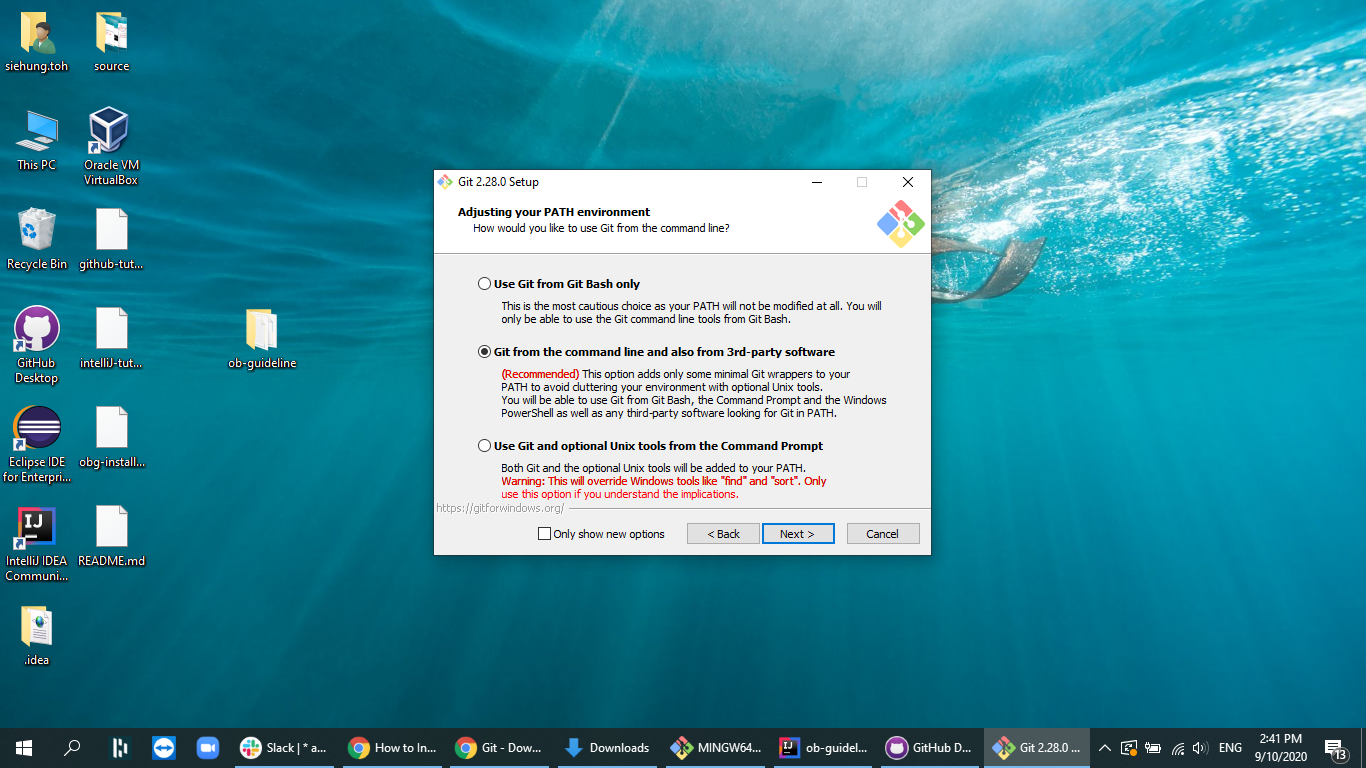 siehung.toh
source
This PC
Oracle VM
VirtualBox
Recycle Bin
github-tut...
GitHub
Desktop
intelliJ-tut...
ob-guideline
Eclipse IDE
for Enterpri...
obg-install...
IntelliJ IDEA
Communi...
README.md
.idea
Git 2.28.0 Setup
Adjusting your PATH environment
How would you like to use Git from the command line?
Use Git from Git Bash only
This is the most cautious choice as your PATH will not be modified at all. You will
only be able to use the Git command line tools from Git Bash.
Git from the command line and also from 3rd-party software
(Recommended) This option adds only some minimal Git wrappers to your
PATH to avoid cluttering your environment with optional Unix tools.
You will be able to use Git from Git Bash, the Command Prompt and the Windows
PowerShell as well as any third-party software looking for Git in PATH.
Use Git and optional Unix tools from the Command Prompt
Both Git and the optional Unix tools will be added to your PATH.
Warning: This will override Windows tools like "find" and "sort". Only
use this option if you understand the implications.
https://gitforwindows.org/
Only show new options
< Back
Next >
Cancel
Slack | * a...
How to In...
Git - Dow...
Downloads
MINGW64...
ob-guidel...
GitHub D...
Git 2.28.0 ...
ENG
2:41 PM
9/10/2020
13